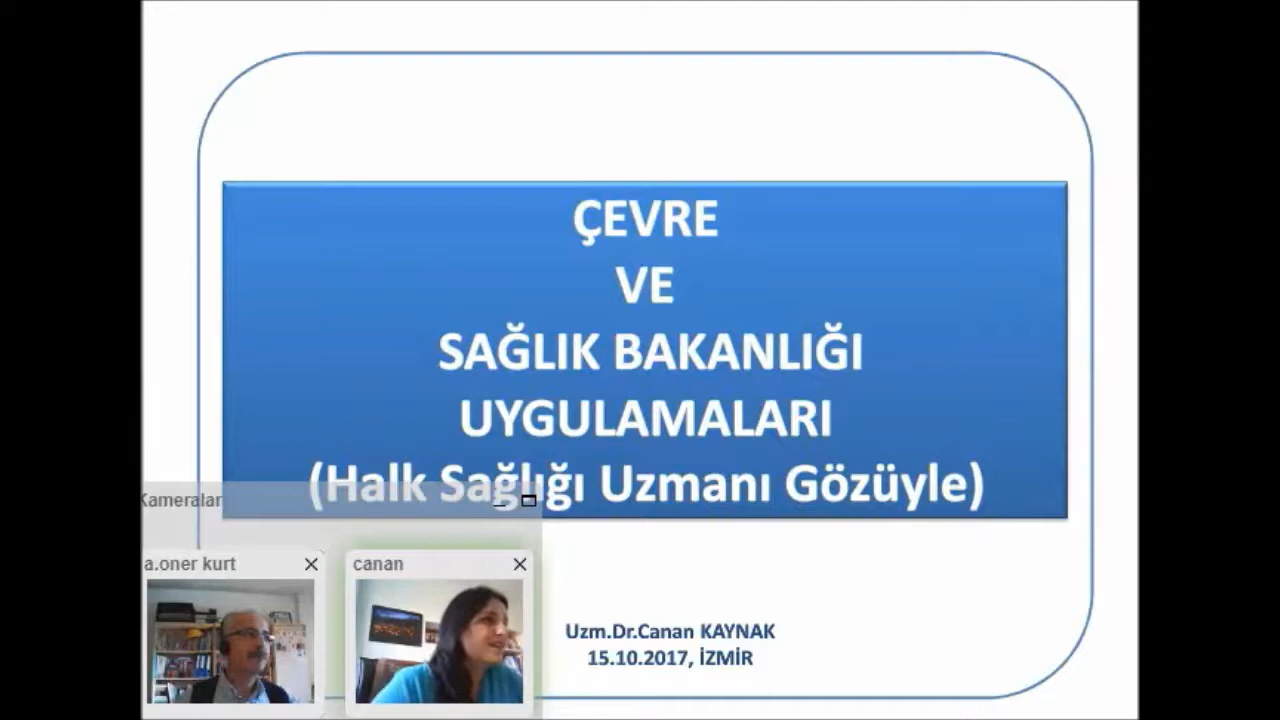 ÇEVRE
VE
SAĞLIK BAKANLIĞI
UYGULAMALARI
(Halk Sağlığı Uzmanı Gözüyle)
Kameralar
a.oner kurt
canan
Uzm.Dr.Canan KAYNAK
15.10.2017, İZMİR